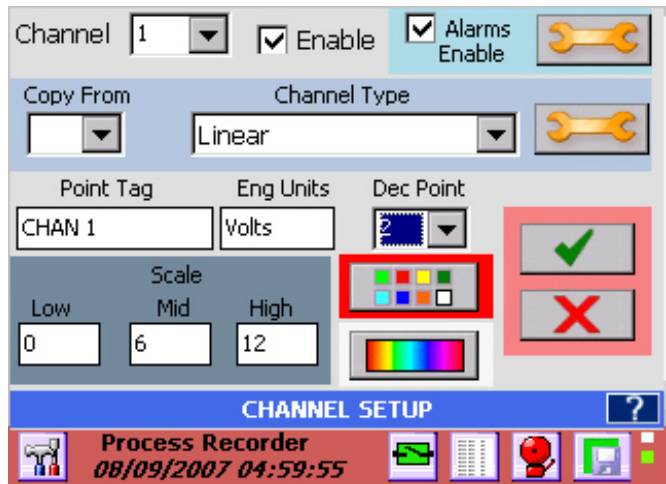 Channel 1 Enable Alarms Enable
Copy From Channel Type
Linear
Point Tag Eng Units Dec Point
CHAN 1 Volts 2
Scale
Low Mid High
0 6 12
CHANNEL SETUP ?
Process Recorder
08/09/2007 04:59:55